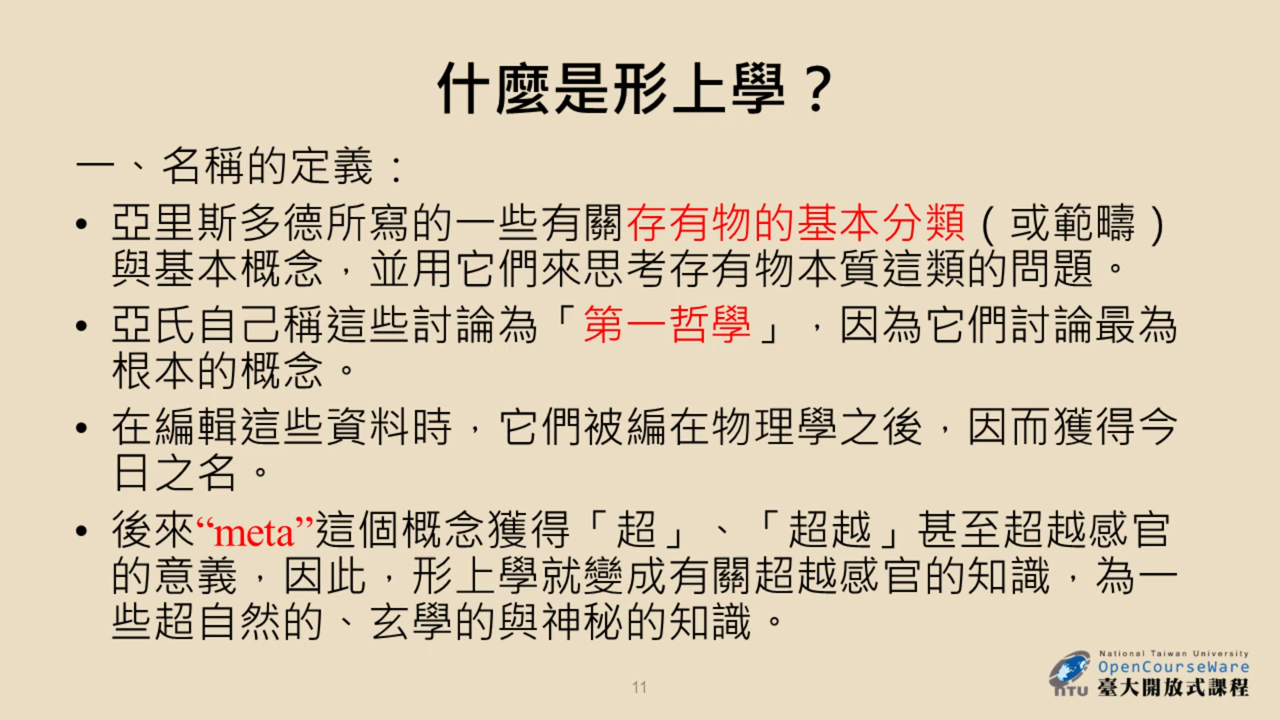 什麼是形上學？
一、名稱的定義：
• 亞里斯多德所寫的一些有關存有物的基本分類（或範疇）
與基本概念，並用它們來思考存有物本質這類的問題。
• 亞氏自己稱這些討論為「第一哲學」，因為它們討論最為
根本的概念。
• 在編輯這些資料時，它們被編在物理學之後，因而獲得今
日之名。
• 後來“meta”這個概念獲得「超」、「超越」甚至超越感官
的意義，因此，形上學就變成有關超越感官的知識，為一
些超自然的、玄學的與神秘的知識。
11
National Taiwan University
OpenCourseWare
NTU 臺大開放式課程